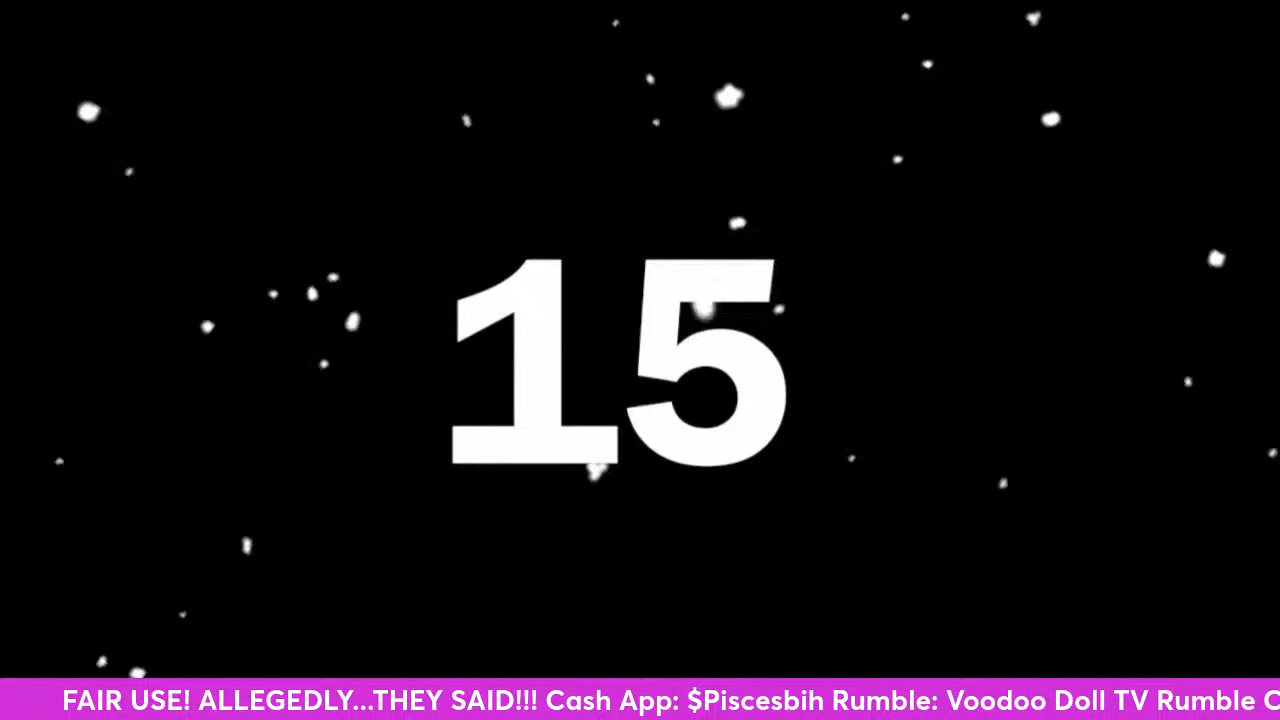 15
FAIR USE! ALLEGEDLY...THEY SAID!!! Cash App: $Piscesbih Rumble: Voodoo Doll TV Rumble